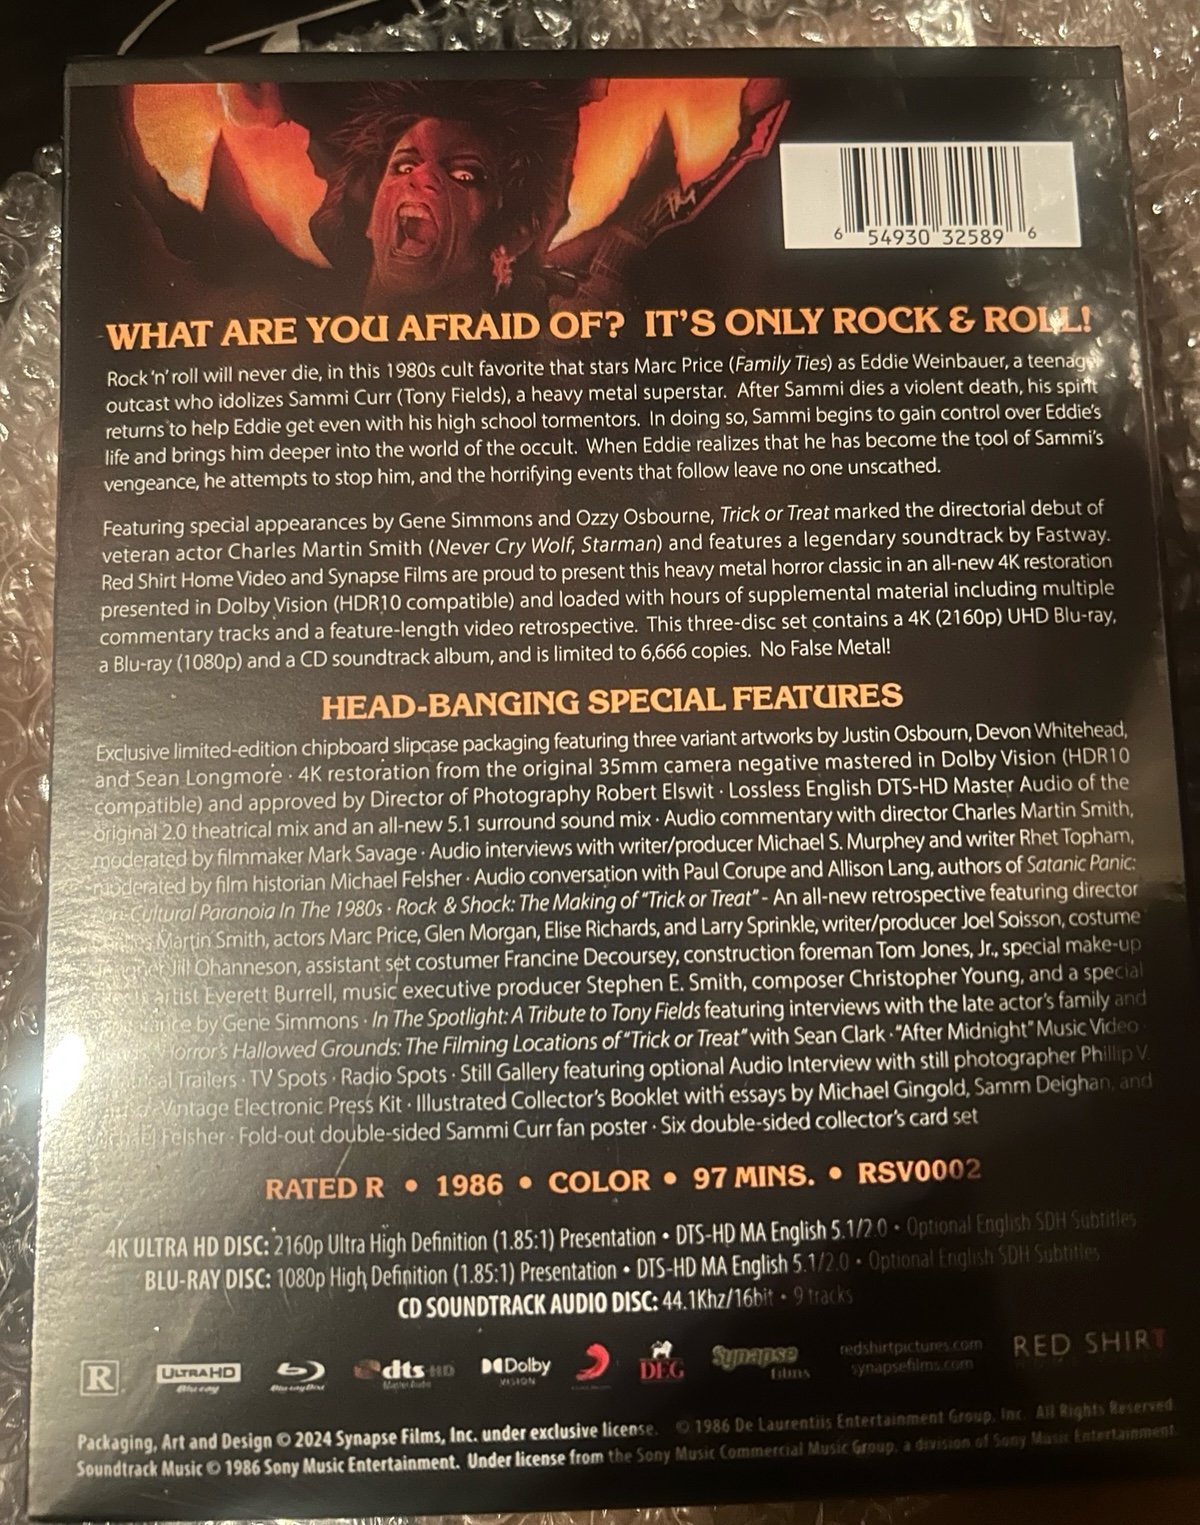 6 54930 32589 6
WHAT ARE YOU AFRAID OF? IT'S ONLY ROCK & ROLL!
Rock 'n' roll will never die, in this 1980s cult favorite that stars Marc Price (Family Ties) as Eddie Weinbauer, a teenage
outcast who idolizes Sammi Curr (Tony Fields), a heavy metal superstar. After Sammi dies a violent death, his spirit
returns to help Eddie get even with his high school tormentors. In doing so, Sammi begins to gain control over Eddie's
life and brings him deeper into the world of the occult. When Eddie realizes that he has become the tool of Sammi's
vengeance, he attempts to stop him, and the horrifying events that follow leave no one unscathed.
Featuring special appearances by Gene Simmons and Ozzy Osbourne, Trick or Treat marked the directorial debut of
veteran actor Charles Martin Smith (Never Cry Wolf, Starman) and features a legendary soundtrack by Fastway.
Red Shirt Home Video and Synapse Films are proud to present this heavy metal horror classic in an all-new 4K restoration
presented in Dolby Vision (HDR10 compatible) and loaded with hours of supplemental material including multiple
commentary tracks and a feature-length video retrospective. This three-disc set contains a 4K (2160p) UHD Blu-ray,
a Blu-ray (1080p) and a CD soundtrack album, and is limited to 6,666 copies. No False Metal!
HEAD-BANGING SPECIAL FEATURES
Exclusive limited-edition chipboard slipcase packaging featuring three variant artworks by Justin Osbourn, Devon Whitehead,
and Sean Longmore · 4K restoration from the original 35mm camera negative mastered in Dolby Vision (HDR10
compatible) and approved by Director of Photography Robert Elswit · Lossless English DTS-HD Master Audio of the
original 2.0 theatrical mix and an all-new 5.1 surround sound mix · Audio commentary with director Charles Martin Smith,
moderated by filmmaker Mark Savage · Audio interviews with writer/producer Michael S. Murphey and writer Rhet Topham,
moderated by film historian Michael Felsher · Audio conversation with Paul Corupe and Allison Lang, authors of Satanic Panic:
Cultural Paranoia In The 1980s · Rock & Shock: The Making of "Trick or Treat" - An all-new retrospective featuring director
Martin Smith, actors Marc Price, Glen Morgan, Elise Richards, and Larry Sprinkle, writer/producer Joel Soisson, costume
Jill Ohanneson, assistant set costumer Francine Decoursey, construction foreman Tom Jones, Jr., special make-up
artist Everett Burrell, music executive producer Stephen E. Smith, composer Christopher Young, and a special
by Gene Simmons · In The Spotlight: A Tribute to Tony Fields featuring interviews with the late actor's family and
Horror's Hallowed Grounds: The Filming Locations of "Trick or Treat" with Sean Clark · "After Midnight" Music Video
Trailers · TV Spots · Radio Spots · Still Gallery featuring optional Audio Interview with still photographer Phillip V.
· Vintage Electronic Press Kit · Illustrated Collector's Booklet with essays by Michael Gingold, Samm Deighan, and
Michael Felsher · Fold-out double-sided Sammi Curr fan poster · Six double-sided collector's card set
RATED R • 1986 • COLOR • 97 MINS. • RSV0002
4K ULTRA HD DISC: 2160p Ultra High Definition (1.85:1) Presentation • DTS-HD MA English 5.1/2.0 • Optional English SDH Subtitles
BLU-RAY DISC: 1080p High Definition (1.85:1) Presentation • DTS-HD MA English 5.1/2.0 • Optional English SDH Subtitles
CD SOUNDTRACK AUDIO DISC: 44.1Khz/16bit • 9 tracks
R ULTRA HD Blu-ray Blu-ray Disc dts-HD Master Audio Dolby VISION DEG Synapse films redshirtpictures.com synapsefilms.com RED SHIRT
Packaging, Art and Design © 2024 Synapse Films, Inc. under exclusive license. © 1986 De Laurentiis Entertainment Group, Inc. All Rights Reserved
Soundtrack Music © 1986 Sony Music Entertainment. Under license from the Sony Music Commercial Music Group, a division of Sony Music Entertainment.